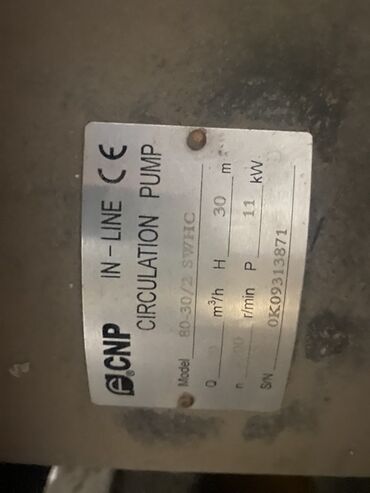 CNP® IN-LINE CE
CIRCULATION PUMP
Model 80-30/2 SWHC
Q m³/h H 30 m
n r/min P 11 kW
S/N 0K09313871